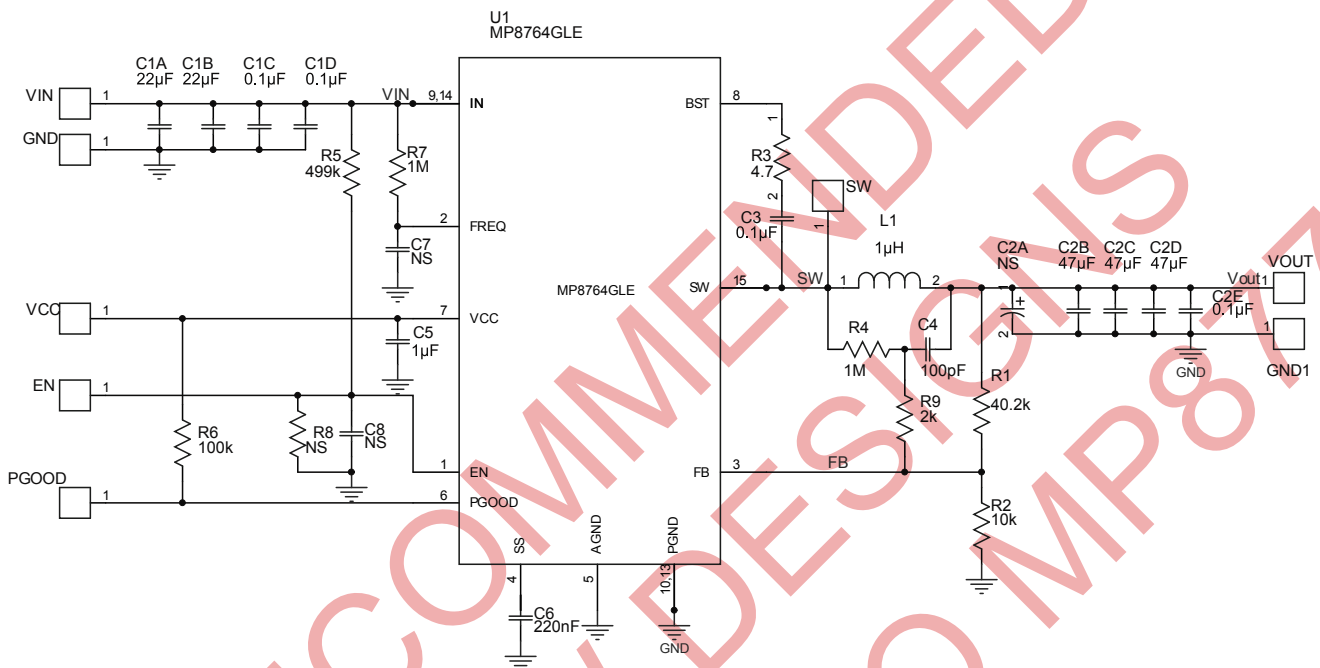 U1
MP8764GLE
C1A
22µF
C1B
22µF
C1C
0.1µF
C1D
0.1µF
VIN
1
VIN
9,14
IN
GND
1
R5
499k
R7
1M
2
FREQ
C7
NS
BST
8
1
R3
4.7
2
C3
0.1µF
SW
1
L1
1µH
MP8764GLE
SW
15
SW
1
2
C2A
NS
C2B
47µF
C2C
47µF
C2D
47µF
Vout
1
VOUT
1
+
2
C2E
0.1µF
1
GND1
GND
VCC
1
7
VCC
C5
1µF
R4
1M
C4
100pF
R1
40.2k
R9
2k
EN
1
R6
100k
R8
NS
C8
NS
1
EN
FB
3
FB
PGOOD
1
6
PGOOD
R2
10k
SS
4
AGND
5
PGND
10,13
C6
220nF
GND
COMMENDED
DESIGNS
O MP87